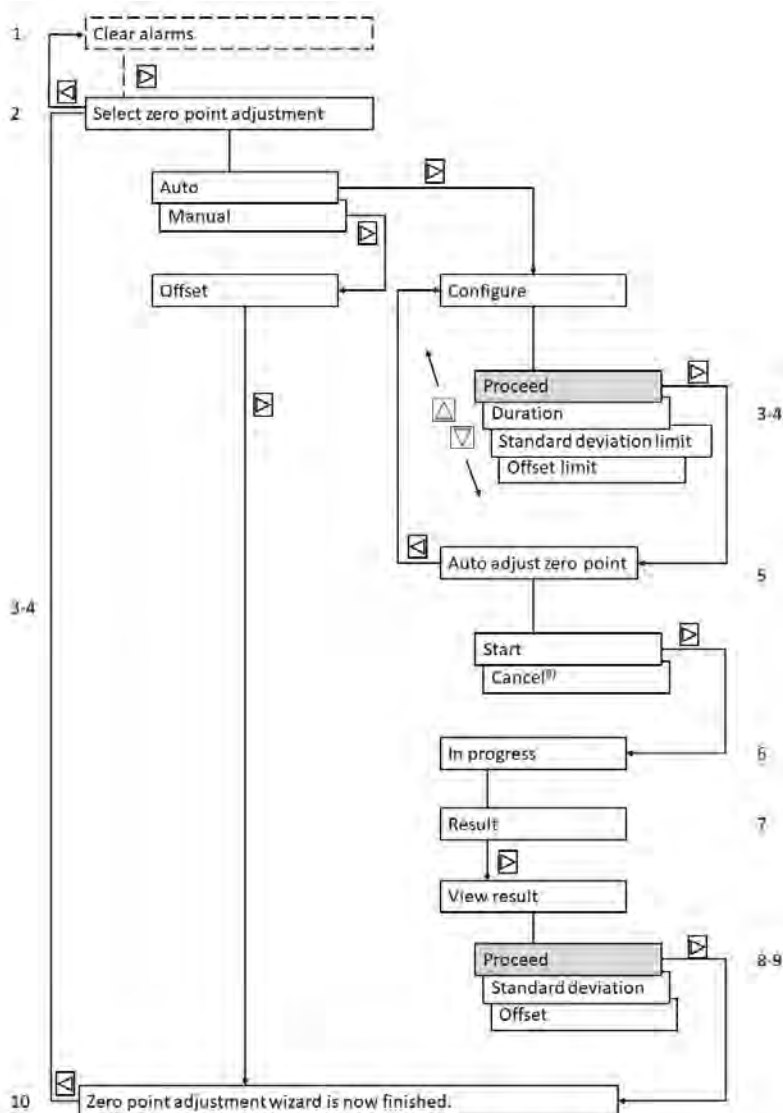 1
Clear alarms
2
Select zero point adjustment
Auto
Manual
Offset
Configure
Proceed
3-4
Duration
Standard deviation limit
Offset limit
Auto adjust zero point
5
3-4
Start
Cancel⁹⁾
In progress
6
Result
7
View result
Proceed
8-9
Standard deviation
Offset
10
Zero point adjustment wizard is now finished.